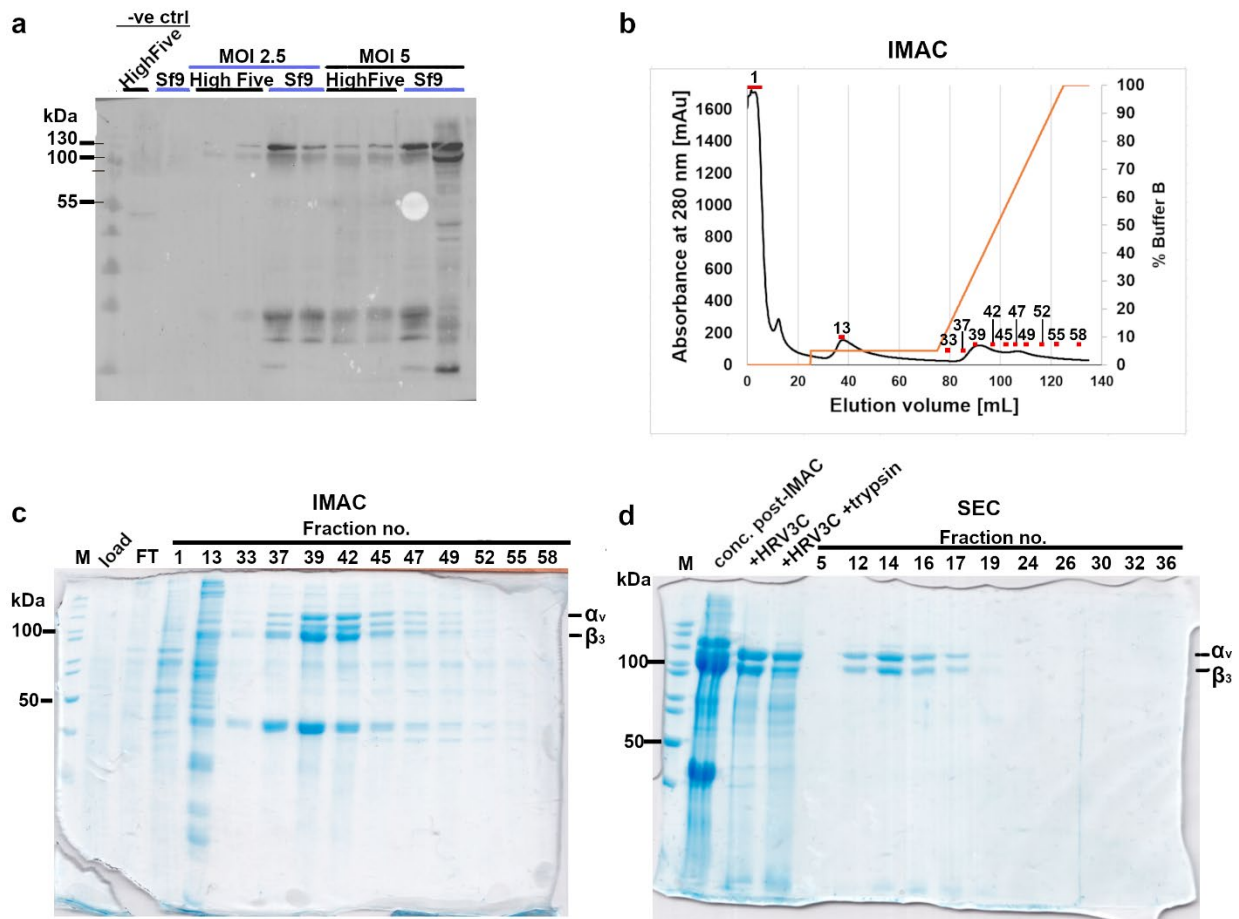 a
-ve ctrl
HighFive
Sf9
MOI 2.5
MOI 5
High Five
Sf9
HighFive
Sf9
kDa
130
100
55
b
IMAC
Absorbance at 280 nm [mAu]
1600
1400
1200
1000
800
600
400
200
0
1
13
33
37
39
42
45
47
49
52
55
58
100
90
80
70
60
50
40
30
20
10
0
% Buffer B
0 20 40 60 80 100 120 140
Elution volume [mL]
c
IMAC
Fraction no.
M load FT 1 13 33 37 39 42 45 47 49 52 55 58
kDa
100
50
αv
β3
d
SEC
conc. post-IMAC
+HRV3C
+HRV3C +trypsin
Fraction no.
M 5 12 14 16 17 19 24 26 30 32 36
kDa
100
50
αv
β3